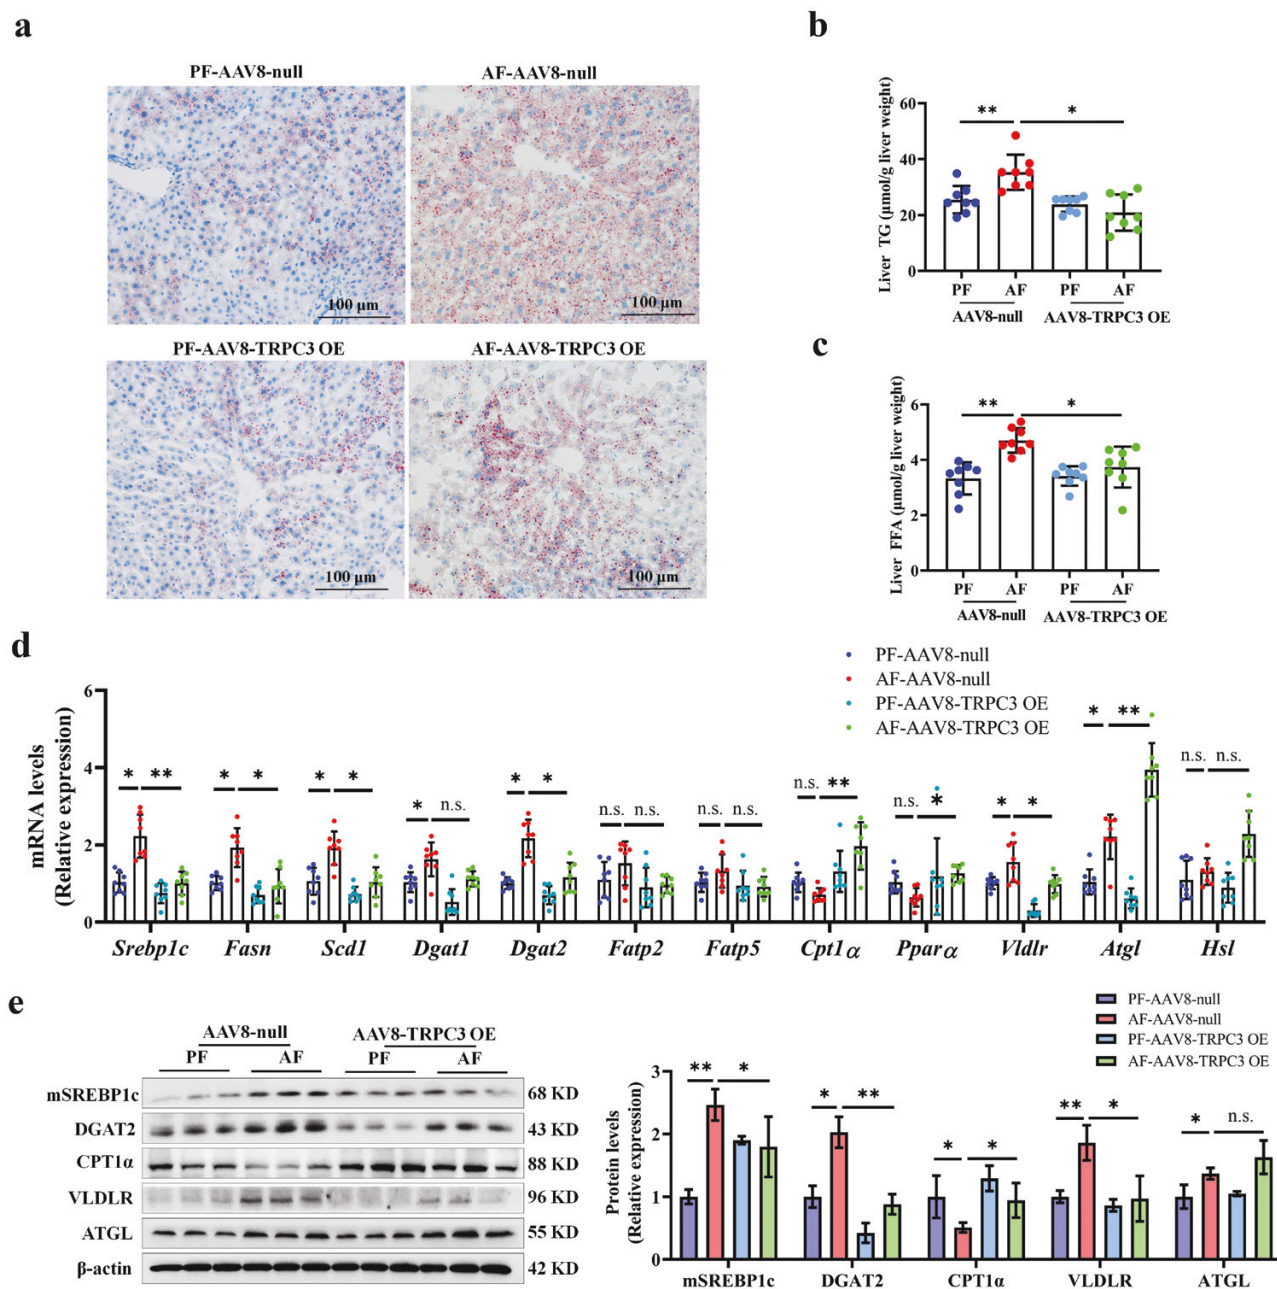 a
PF-AAV8-null
AF-AAV8-null
100 μm
100 μm
PF-AAV8-TRPC3 OE
AF-AAV8-TRPC3 OE
100 μm
100 μm
b
Liver TG (μmol/g liver weight)
60
40
20
0
**
*
PF
AF
PF
AF
AAV8-null
AAV8-TRPC3 OE
c
Liver FFA (μmol/g liver weight)
6
4
2
0
**
*
PF
AF
PF
AF
AAV8-null
AAV8-TRPC3 OE
d
PF-AAV8-null
AF-AAV8-null
PF-AAV8-TRPC3 OE
AF-AAV8-TRPC3 OE
mRNA levels
(Relative expression)
6
4
2
0
* **
* *
* *
* n.s.
* *
n.s. n.s.
n.s. n.s.
n.s. **
n.s. *
* *
* **
n.s. n.s.
Srebp1c
Fasn
Scd1
Dgat1
Dgat2
Fatp2
Fatp5
Cpt1α
Pparα
Vldlr
Atgl
Hsl
e
AAV8-null
AAV8-TRPC3 OE
PF
AF
PF
AF
mSREBP1c 68 KD
DGAT2 43 KD
CPT1α 88 KD
VLDLR 96 KD
ATGL 55 KD
β-actin 42 KD
PF-AAV8-null
AF-AAV8-null
PF-AAV8-TRPC3 OE
AF-AAV8-TRPC3 OE
Protein levels
(Relative expression)
3
2
1
0
** *
* **
* *
** *
* n.s.
mSREBP1c
DGAT2
CPT1α
VLDLR
ATGL